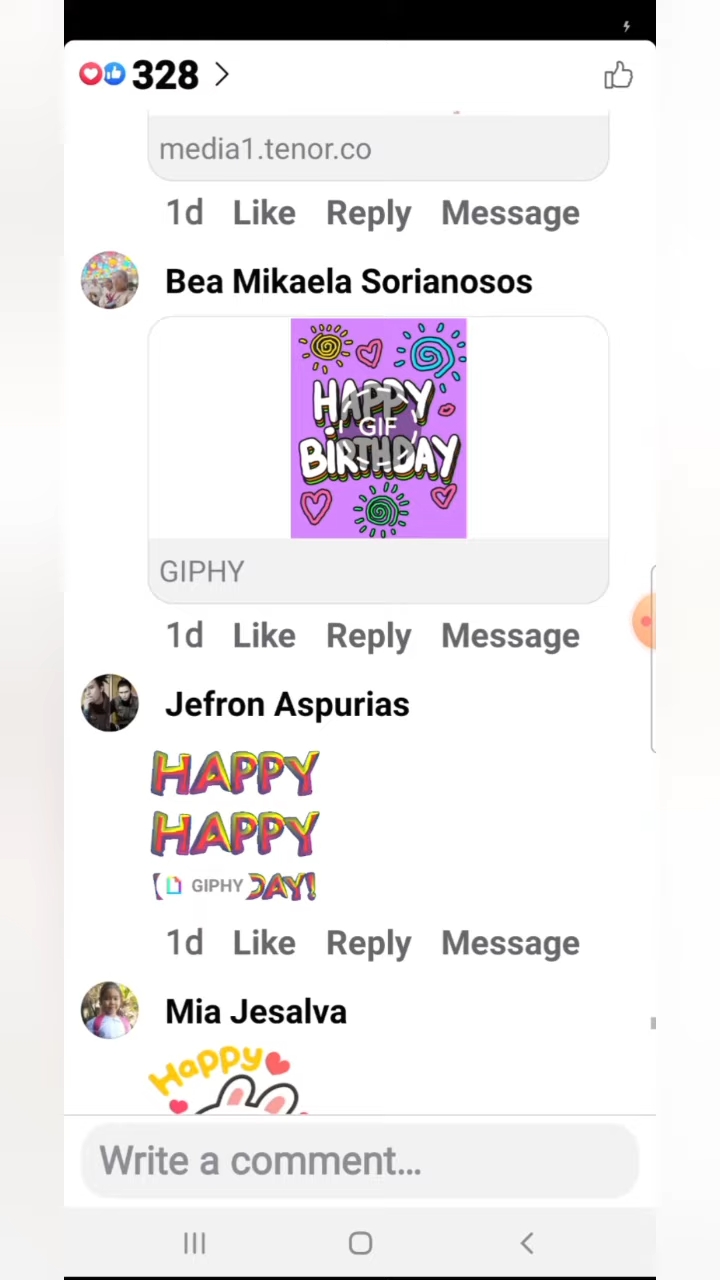 328
media1.tenor.co
1d Like Reply Message
Bea Mikaela Sorianosos
HAPPY
GIF
BIRTHDAY
GIPHY
1d Like Reply Message
Jefron Aspurias
HAPPY
HAPPY
GIPHY DAY!
1d Like Reply Message
Mia Jesalva
Happy
Write a comment...